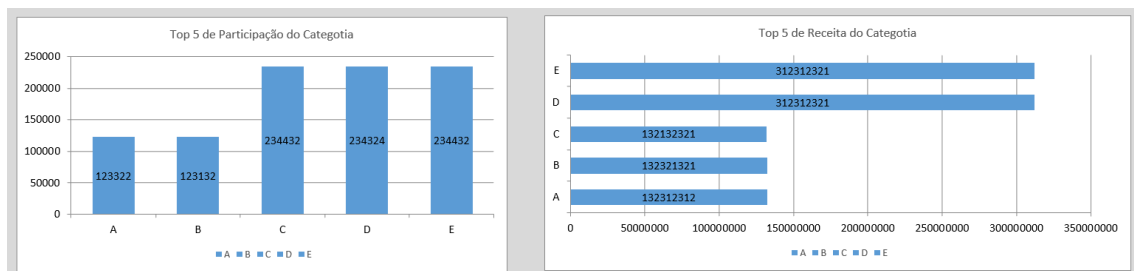 Top 5 de Participação do Categotia
250000
200000
150000
100000
50000
0
123322
123132
234432
234324
234432
A B C D E
A B C D E
Top 5 de Receita do Categotia
E 312312321
D 312312321
C 132132321
B 132321321
A 132312312
0 50000000 100000000 150000000 200000000 250000000 300000000 350000000
A B C D E